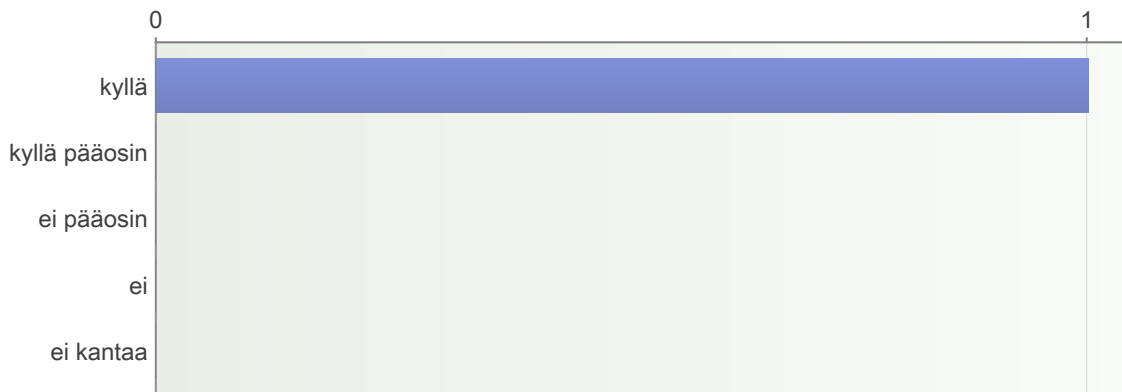 0 1
kyllä
kyllä pääosin
ei pääosin
ei
ei kantaa